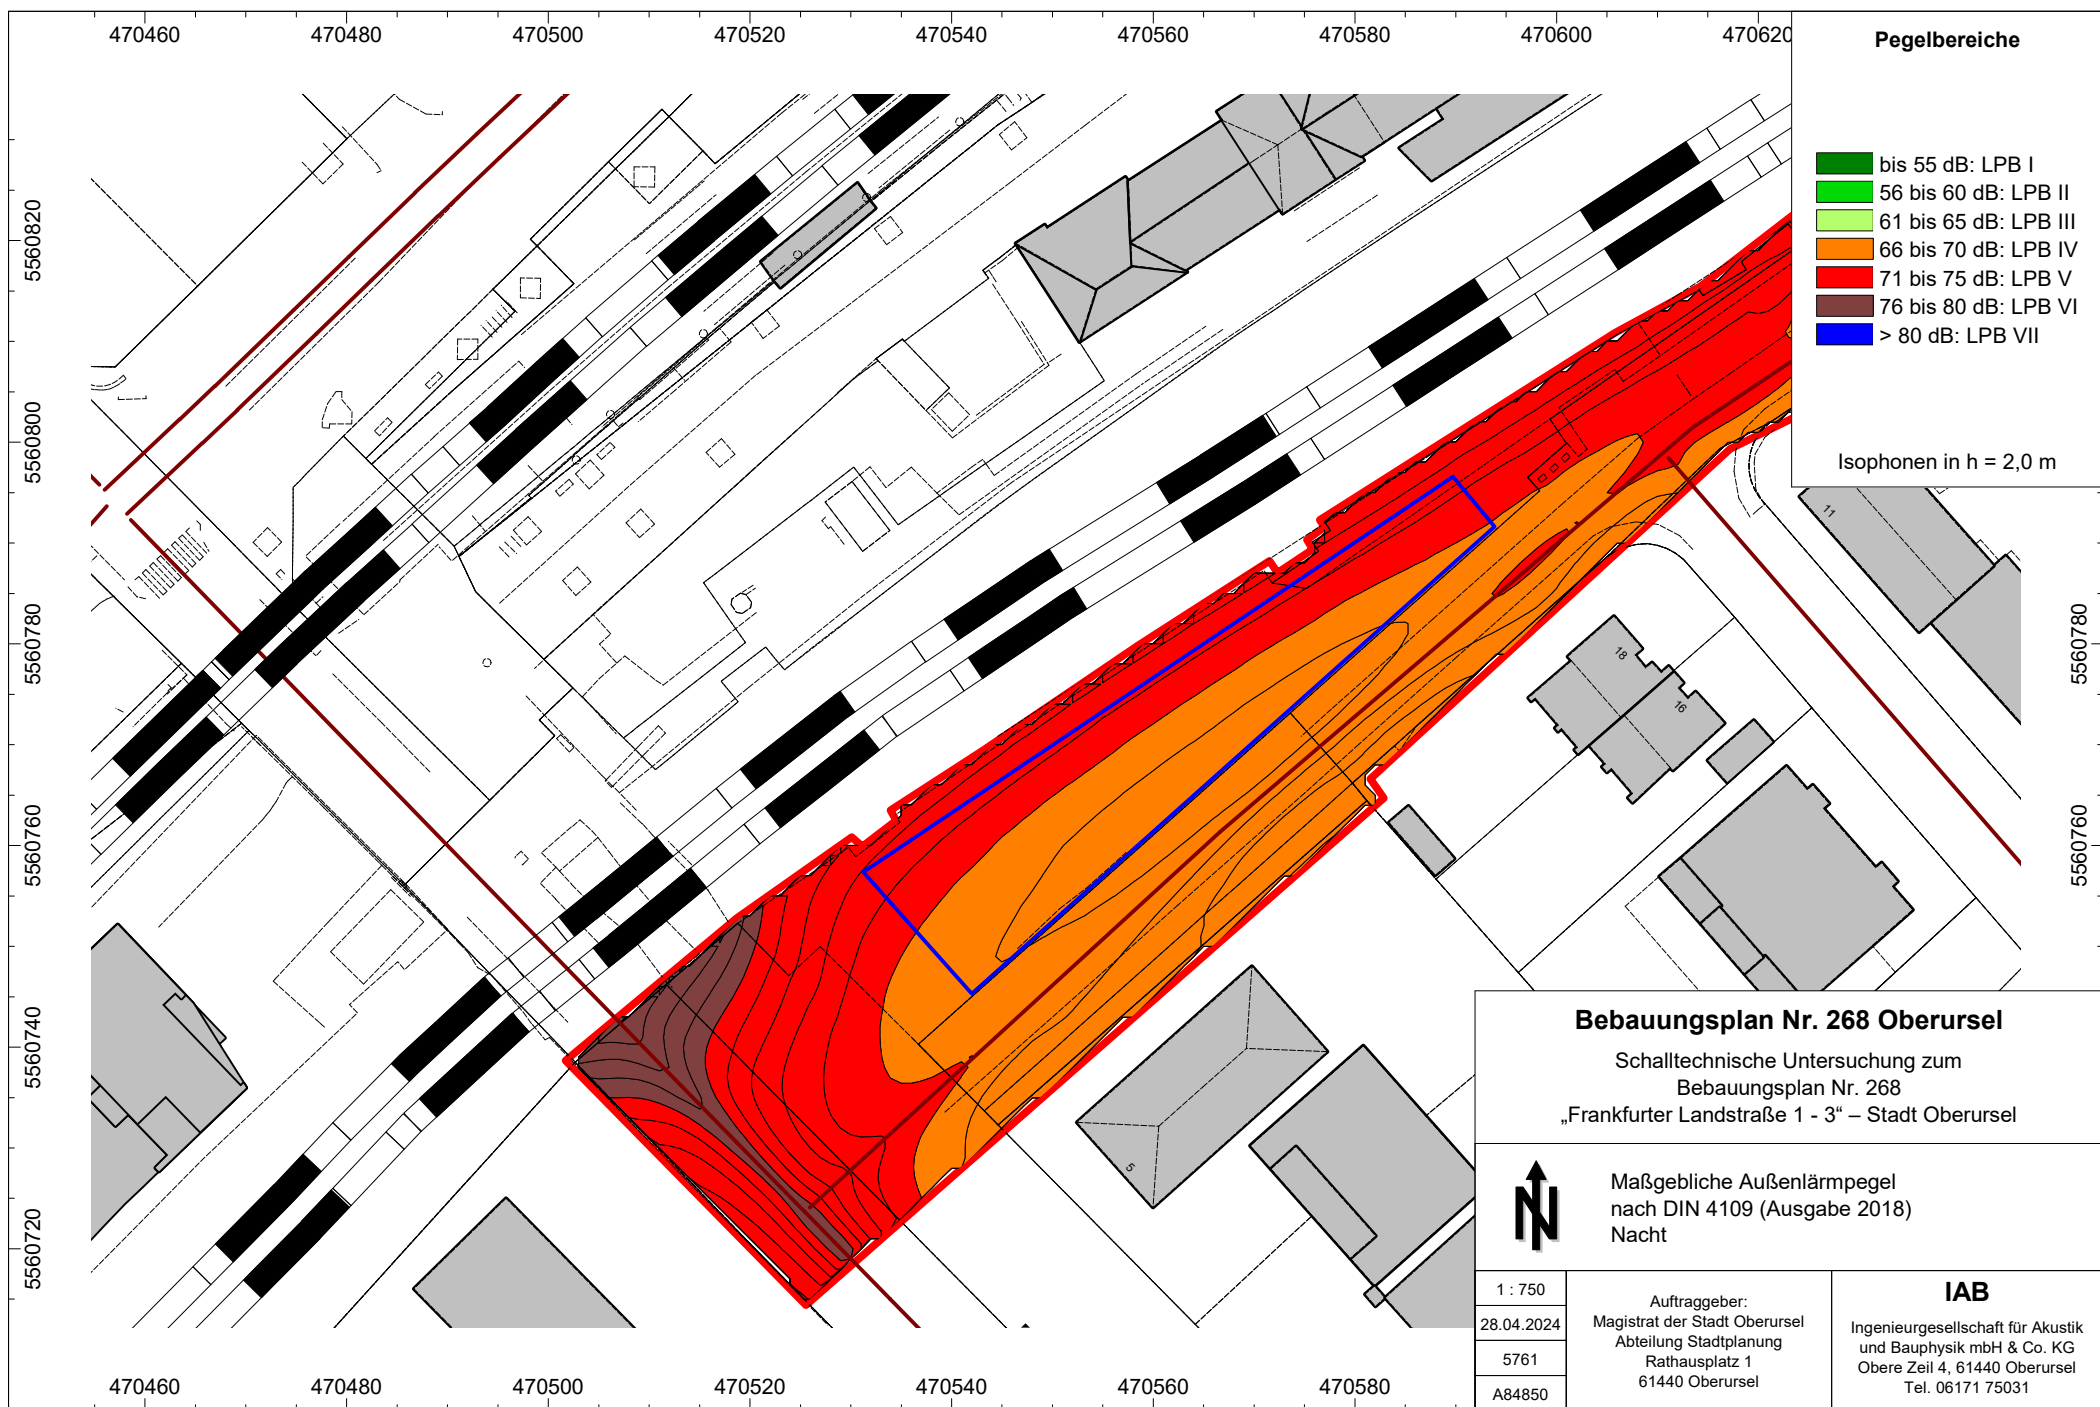 470460 470480 470500 470520 470540 470560 470580 470600 470620
Pegelbereiche
bis 55 dB: LPB I
56 bis 60 dB: LPB II
61 bis 65 dB: LPB III
66 bis 70 dB: LPB IV
71 bis 75 dB: LPB V
76 bis 80 dB: LPB VI
> 80 dB: LPB VII
Isophonen in h = 2,0 m
5560820
5560800
5560780
5560760
5560740
5560720
5560780
5560760
11
18
16
5
Bebauungsplan Nr. 268 Oberursel
Schalltechnische Untersuchung zum
Bebauungsplan Nr. 268
„Frankfurter Landstraße 1 - 3“ – Stadt Oberursel
N
Maßgebliche Außenlärmpegel
nach DIN 4109 (Ausgabe 2018)
Nacht
1 : 750
28.04.2024
5761
A84850
Auftraggeber:
Magistrat der Stadt Oberursel
Abteilung Stadtplanung
Rathausplatz 1
61440 Oberursel
IAB
Ingenieurgesellschaft für Akustik
und Bauphysik mbH & Co. KG
Obere Zeil 4, 61440 Oberursel
Tel. 06171 75031
470460 470480 470500 470520 470540 470560 470580